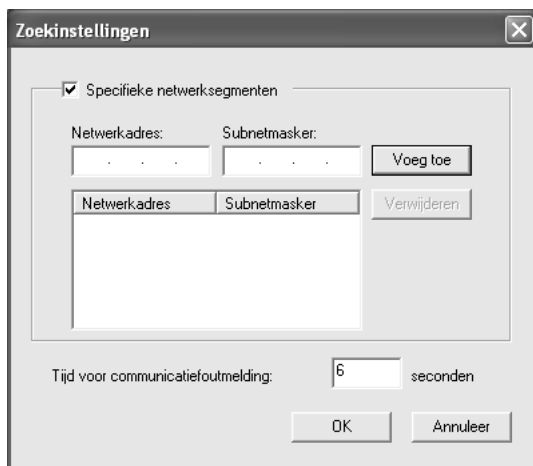 Zoekinstellingen
Specifieke netwerksegmenten
Netwerkadres: Subnetmasker:
. . . . . . Voeg toe
Netwerkadres Subnetmasker Verwijderen
Tijd voor communicatiefoutmelding: 6 seconden
OK Annuleer